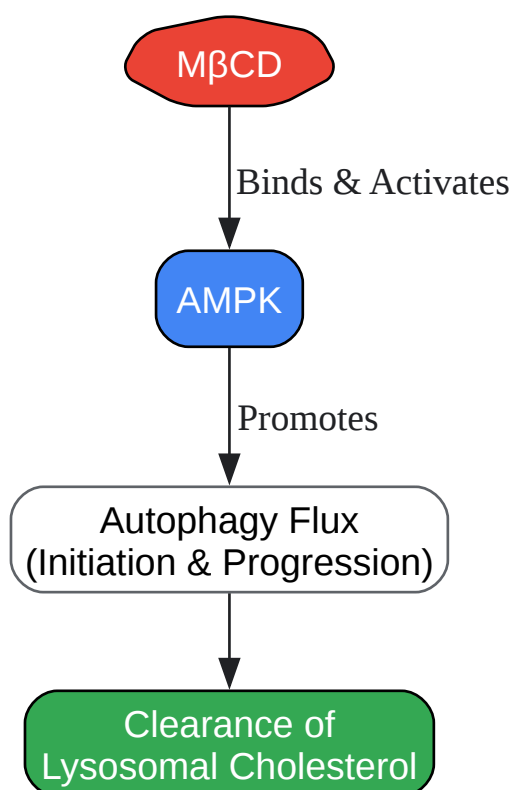 MβCD
Binds & Activates
AMPK
Promotes
Autophagy Flux
(Initiation & Progression)
Clearance of
Lysosomal Cholesterol